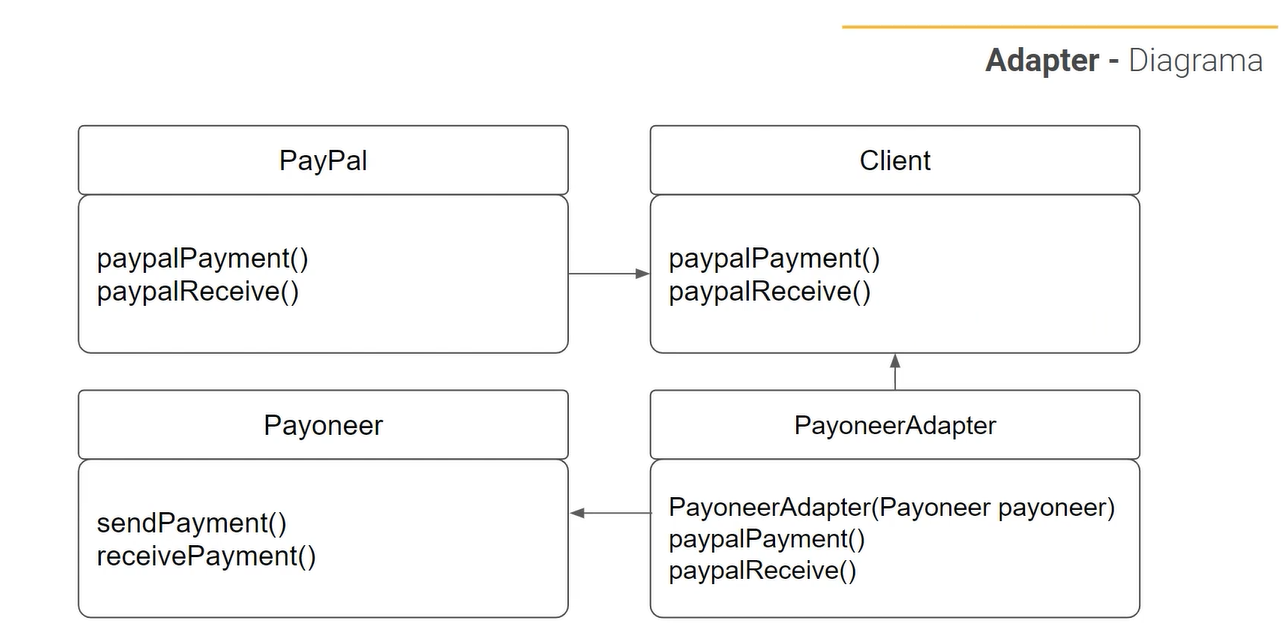 Adapter - Diagrama
PayPal
paypalPayment()
paypalReceive()
Client
paypalPayment()
paypalReceive()
Payoneer
sendPayment()
receivePayment()
PayoneerAdapter
PayoneerAdapter(Payoneer payoneer)
paypalPayment()
paypalReceive()